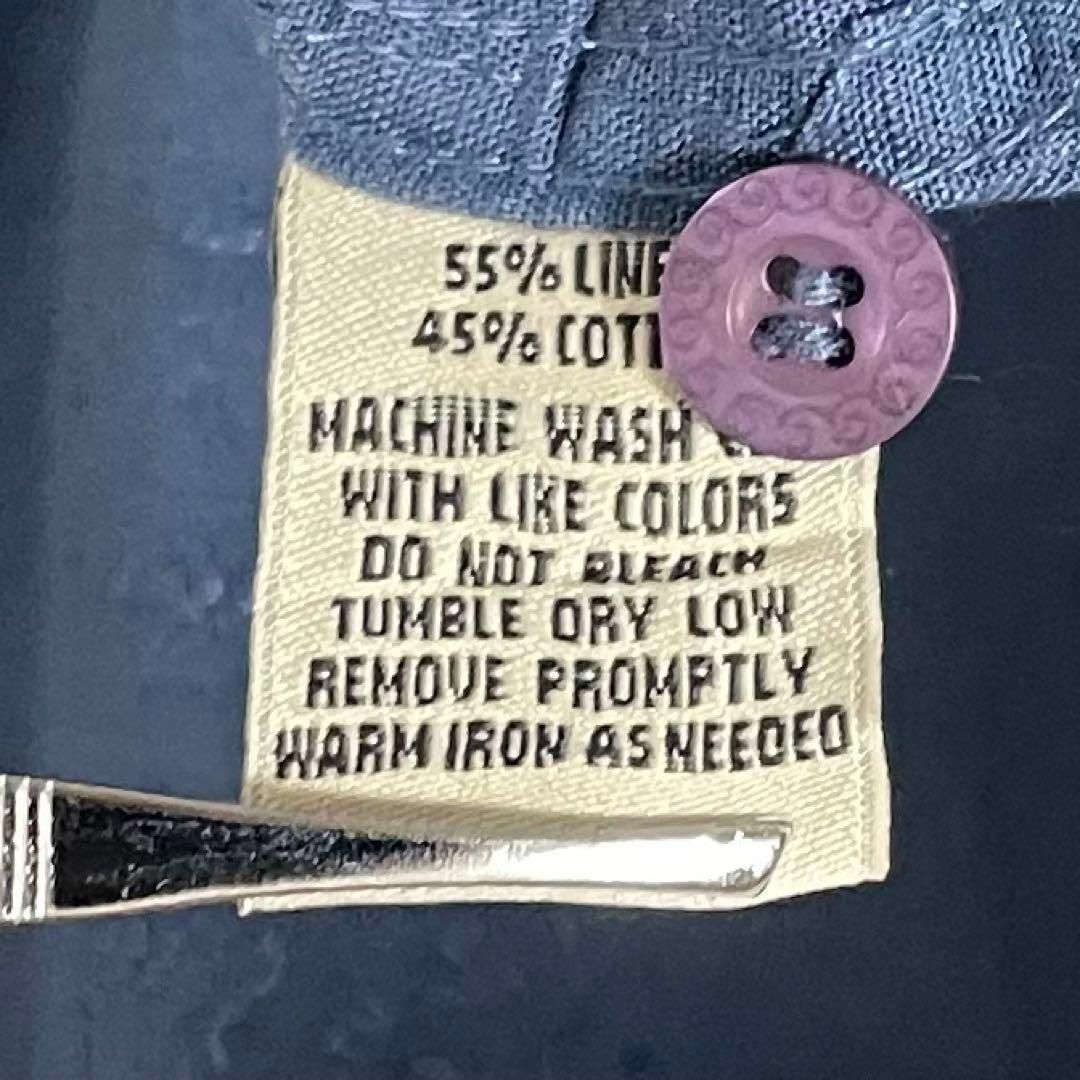 55% LINE
45% COTT
MACHINE WASH
WITH LIKE COLORS
DO NOT BLEACH
TUMBLE DRY LOW
REMOVE PROMPTLY
WARM IRON AS NEEDED